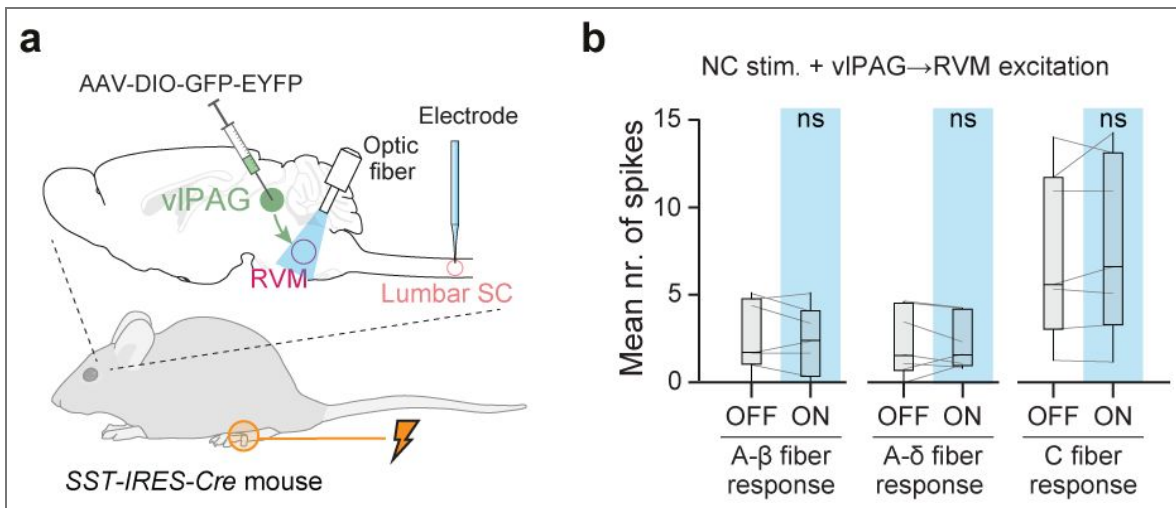 a
AAV-DIO-GFP-EYFP
Electrode
Optic
fiber
vlPAG
RVM
Lumbar SC
SST-IRES-Cre mouse
b
NC stim. + vlPAG→RVM excitation
Mean nr. of spikes
15
10
5
0
ns
ns
ns
OFF ON
OFF ON
OFF ON
A-β fiber
response
A-δ fiber
response
C fiber
response